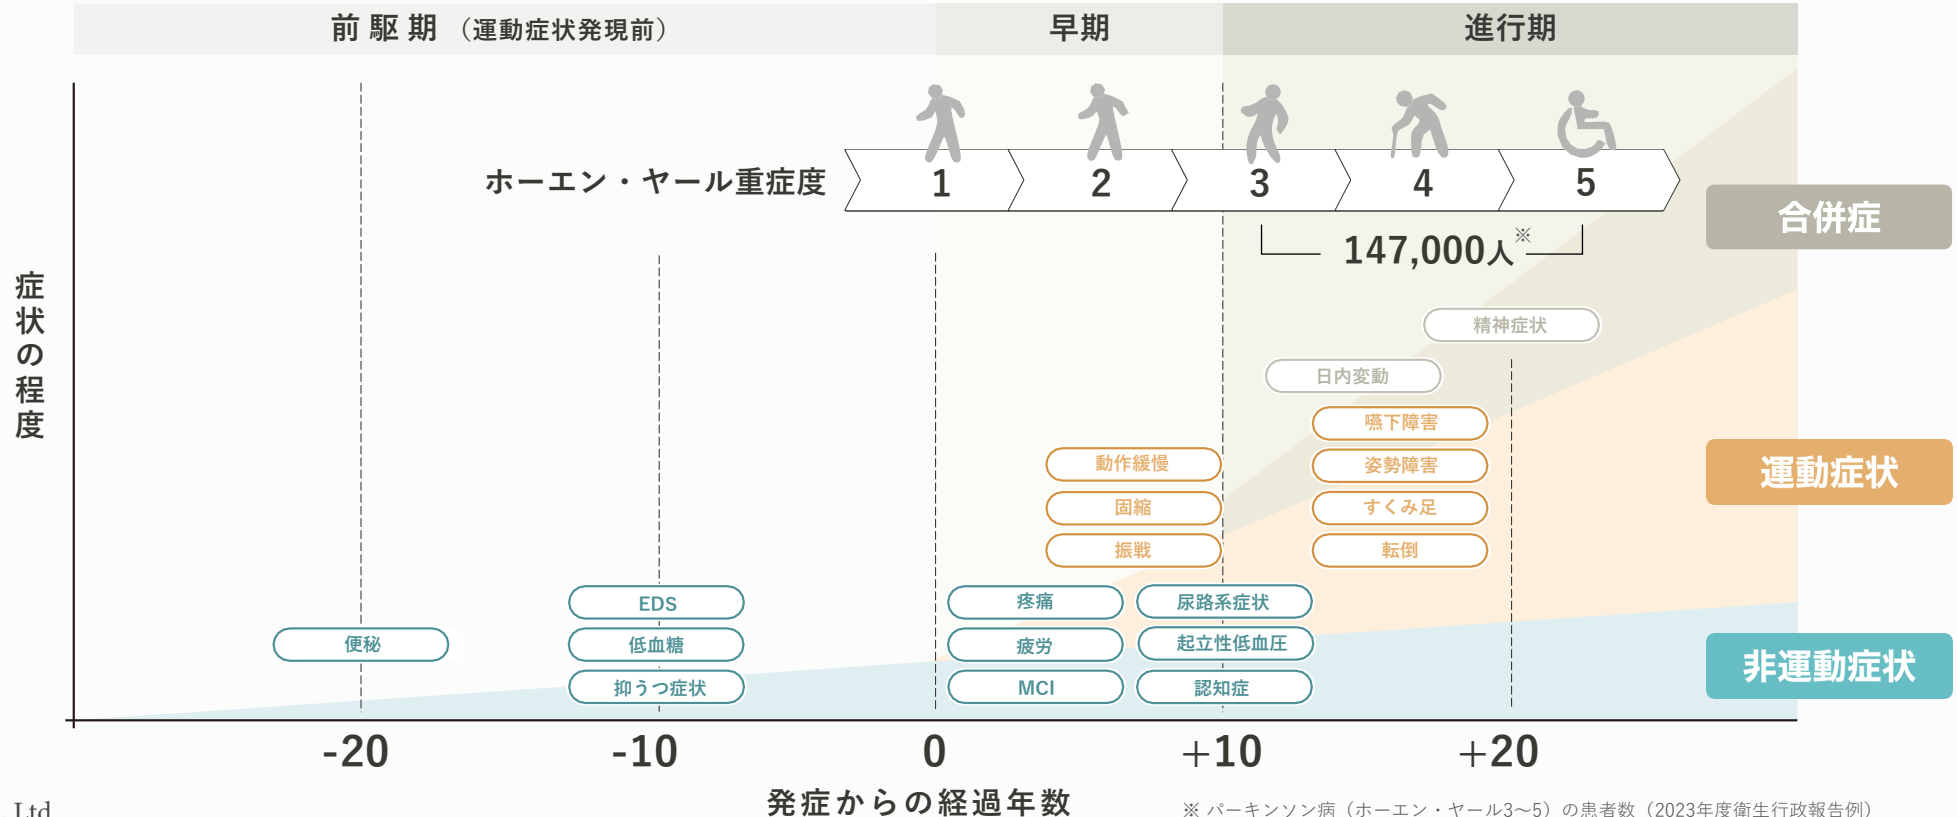 前駆期（運動症状発現前）
早期
進行期
ホーエン・ヤール重症度
1
2
3
4
5
147,000人※
合併症
症状の程度
精神症状
日内変動
嚥下障害
動作緩慢
姿勢障害
運動症状
固縮
すくみ足
振戦
転倒
EDS
疼痛
尿路系症状
便秘
低血糖
疲労
起立性低血圧
非運動症状
抑うつ症状
MCI
認知症
-20
-10
0
+10
+20
発症からの経過年数
. Ltd
※ パーキンソン病（ホーエン・ヤール3～5）の患者数（2023年度衛生行政報告例）